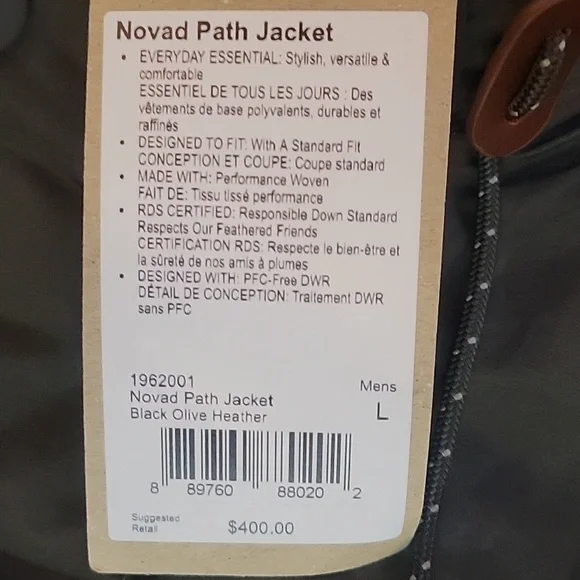 Novad Path Jacket
• EVERYDAY ESSENTIAL: Stylish, versatile &
comfortable
ESSENTIEL DE TOUS LES JOURS : Des
vêtements de base polyvalents, durables et
raffinés
• DESIGNED TO FIT: With A Standard Fit
CONCEPTION ET COUPE: Coupe standard
• MADE WITH: Performance Woven
FAIT DE: Tissu tissé performance
• RDS CERTIFIED: Responsible Down Standard
Respects Our Feathered Friends
CERTIFICATION RDS: Respecte le bien-être et
la sûreté de nos amis à plumes
• DESIGNED WITH: PFC-Free DWR
DÉTAIL DE CONCEPTION: Traitement DWR
sans PFC
1962001
Novad Path Jacket
Black Olive Heather
Mens
L
8 89760 88020 2
Suggested
Retail
$400.00